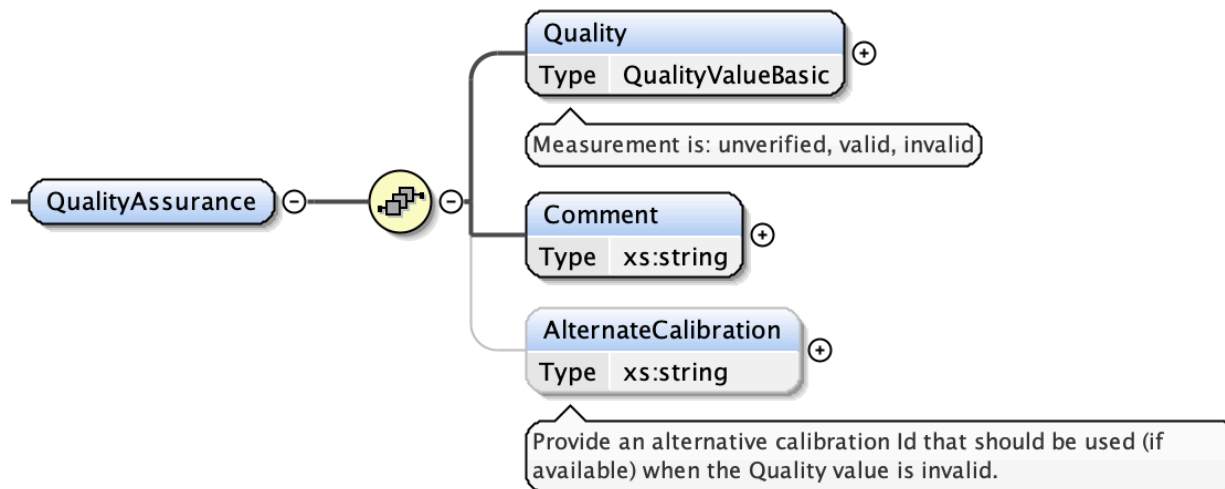 Quality
Type QualityValueBasic
Measurement is: unverified, valid, invalid
QualityAssurance
Comment
Type xs:string
AlternateCalibration
Type xs:string
Provide an alternative calibration Id that should be used (if
available) when the Quality value is invalid.